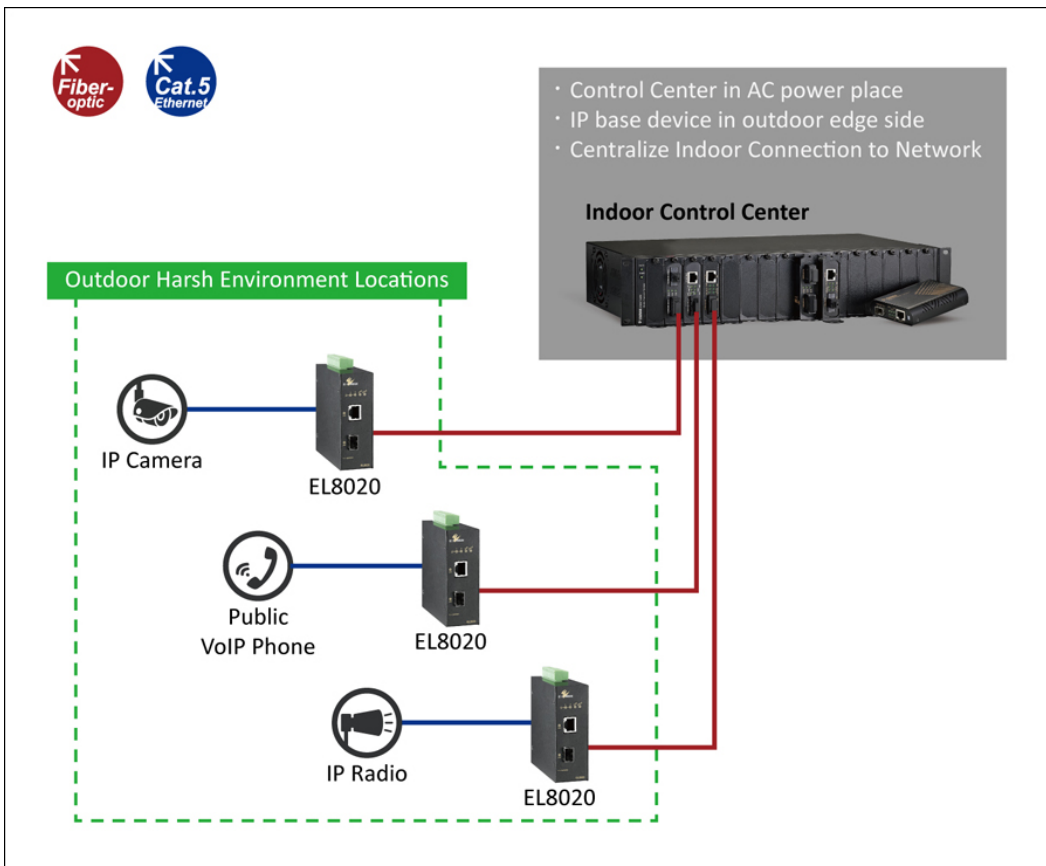 Fiber-
optic
Cat.5
Ethernet
· Control Center in AC power place
· IP base device in outdoor edge side
· Centralize Indoor Connection to Network
Indoor Control Center
Outdoor Harsh Environment Locations
IP Camera
EL8020
Public
VoIP Phone
EL8020
IP Radio
EL8020